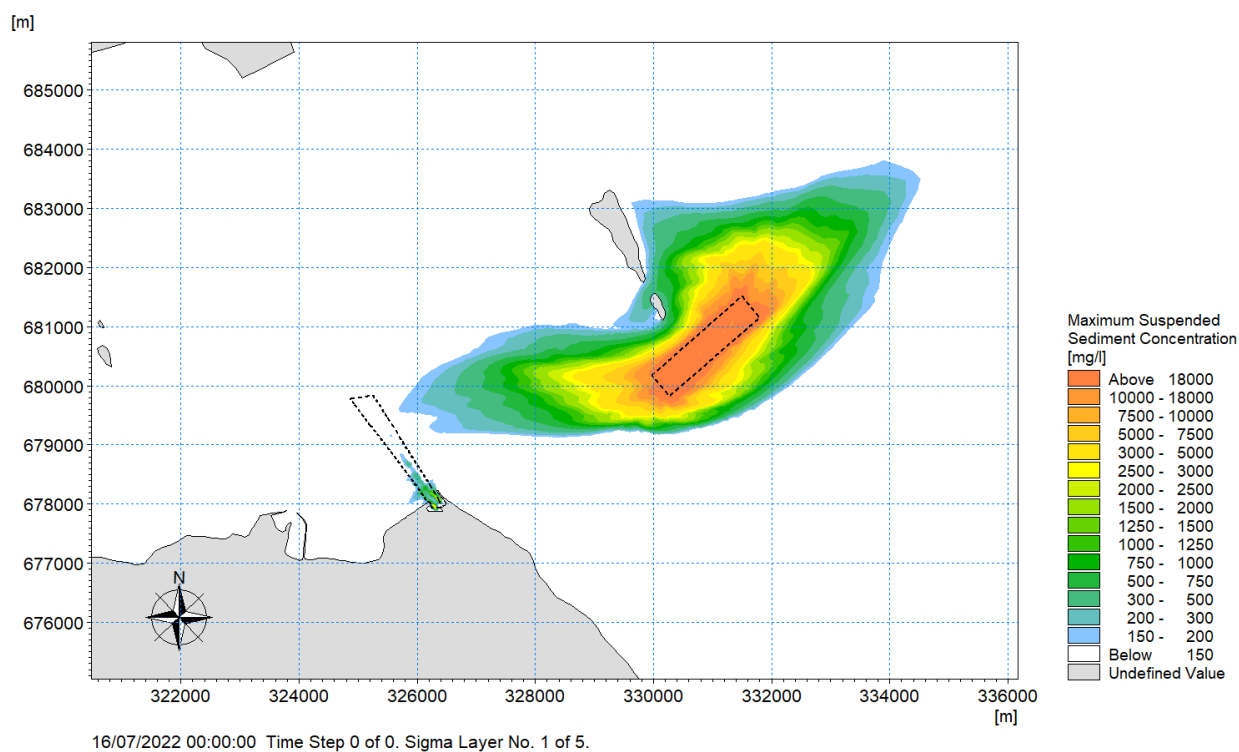 [m]
685000
684000
683000
682000
681000
680000
679000
678000
677000
676000
N
322000 324000 326000 328000 330000 332000 334000 336000
[m]
Maximum Suspended
Sediment Concentration
[mg/l]
Above 18000
10000 - 18000
7500 - 10000
5000 - 7500
3000 - 5000
2500 - 3000
2000 - 2500
1500 - 2000
1250 - 1500
1000 - 1250
750 - 1000
500 - 750
300 - 500
200 - 300
150 - 200
Below 150
Undefined Value
16/07/2022 00:00:00 Time Step 0 of 0. Sigma Layer No. 1 of 5.